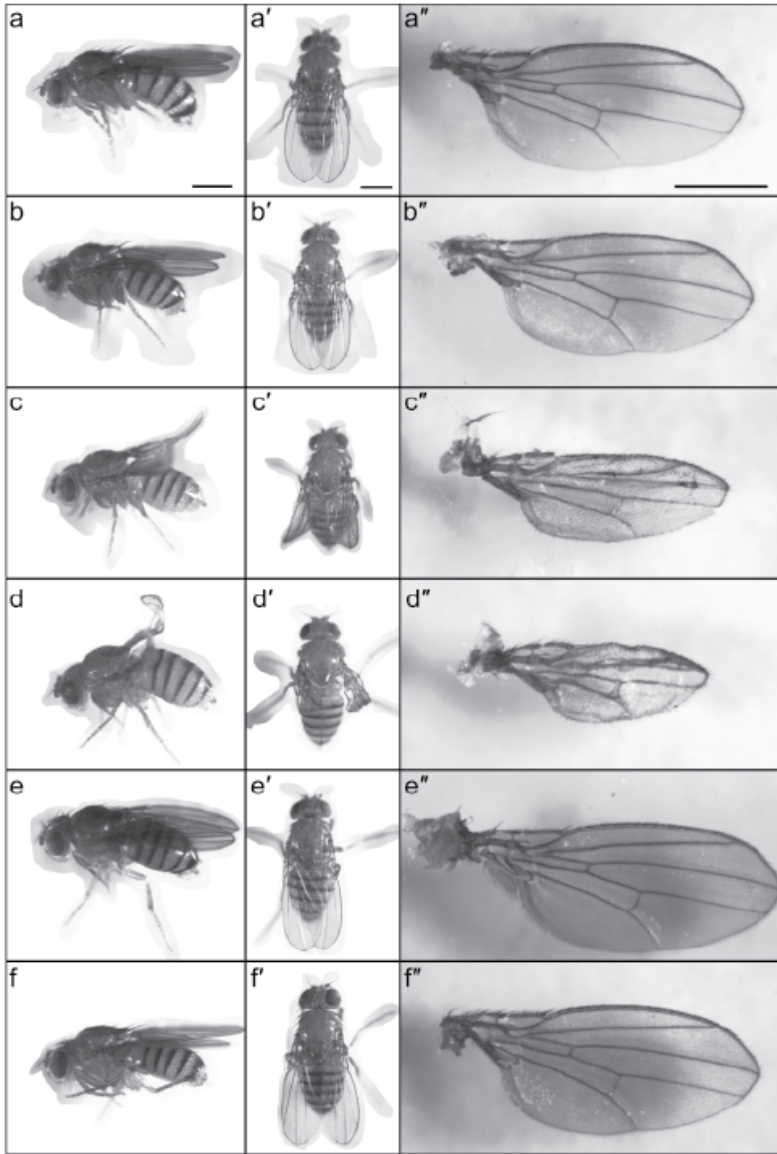 a a′ a″
b b′ b″
c c′ c″
d d′ d″
e e′ e″
f f′ f″